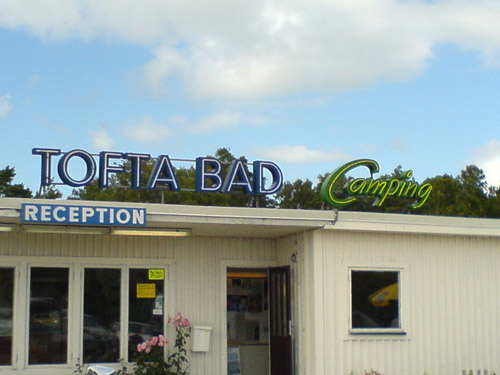 TOFTA BAD Camping
RECEPTION